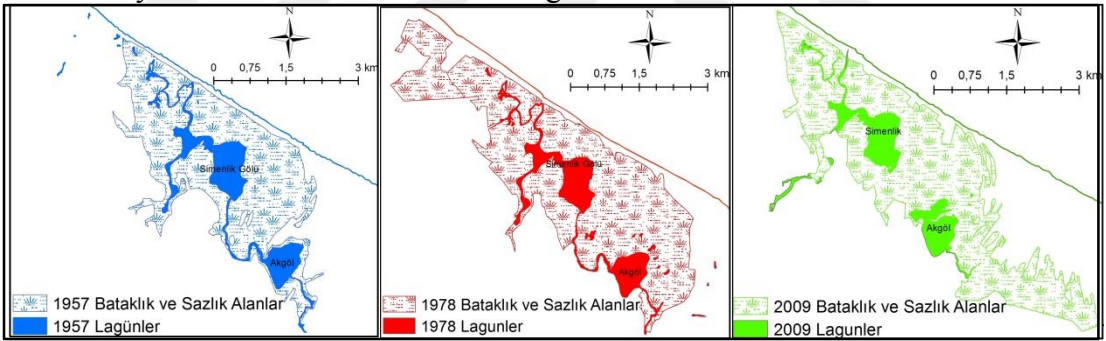 N
0 0,75 1,5 3 km
Simenlik Gölü
Akgöl
1957 Bataklık ve Sazlık Alanlar
1957 Lagünler
N
0 0,75 1,5 3 km
Simenlik Gölü
Akgöl
1978 Bataklık ve Sazlık Alanlar
1978 Lagunler
N
0 0,75 1,5 3 km
Simenlik
Akgöl
2009 Bataklık ve Sazlık Alanlar
2009 Lagunler